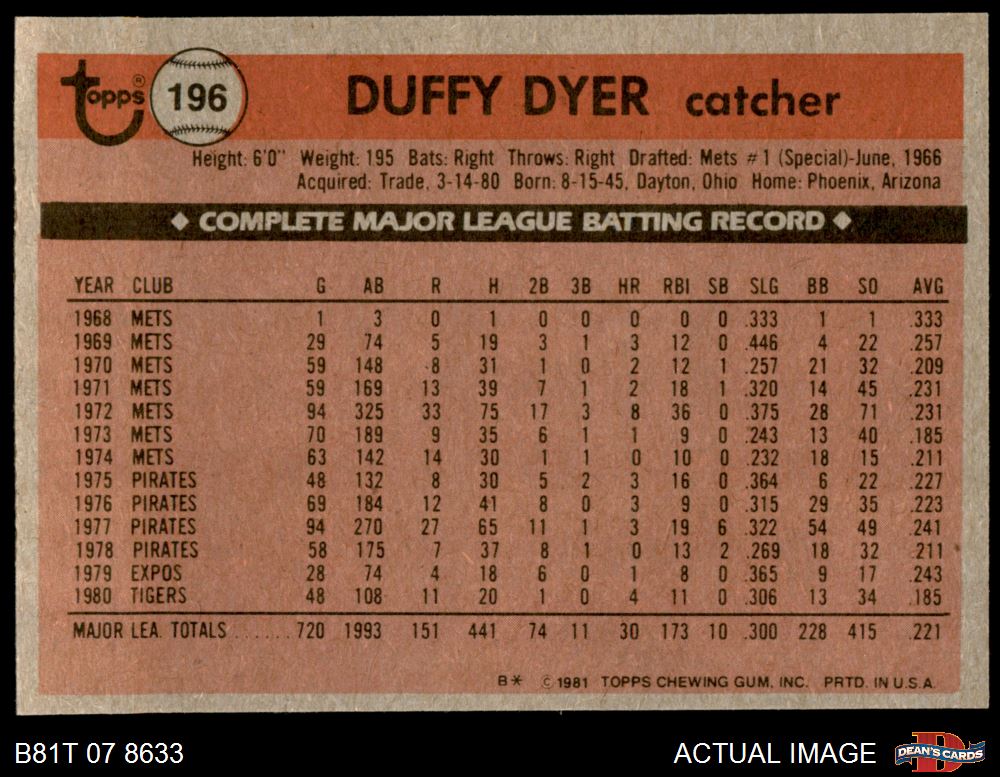 Topps® 196 DUFFY DYER catcher
Height: 6'0" Weight: 195 Bats: Right Throws: Right Drafted: Mets #1 (Special)-June, 1966
Acquired: Trade, 3-14-80 Born: 8-15-45, Dayton, Ohio Home: Phoenix, Arizona
◆ COMPLETE MAJOR LEAGUE BATTING RECORD ◆
YEAR CLUB G AB R H 2B 3B HR RBI SB SLG BB SO AVG
1968 METS 1 3 0 1 0 0 0 0 0 .333 1 1 .333
1969 METS 29 74 5 19 3 1 3 12 0 .446 4 22 .257
1970 METS 59 148 8 31 1 0 2 12 1 .257 21 32 .209
1971 METS 59 169 13 39 7 1 2 18 1 .320 14 45 .231
1972 METS 94 325 33 75 17 3 8 36 0 .375 28 71 .231
1973 METS 70 189 9 35 6 1 1 9 0 .243 13 40 .185
1974 METS 63 142 14 30 1 1 0 10 0 .232 18 15 .211
1975 PIRATES 48 132 8 30 5 2 3 16 0 .364 6 22 .227
1976 PIRATES 69 184 12 41 8 0 3 9 0 .315 29 35 .223
1977 PIRATES 94 270 27 65 11 1 3 19 6 .322 54 49 .241
1978 PIRATES 58 175 7 37 8 1 0 13 2 .269 18 32 .211
1979 EXPOS 28 74 4 18 6 0 1 8 0 .365 9 17 .243
1980 TIGERS 48 108 11 20 1 0 4 11 0 .306 13 34 .185
MAJOR LEA. TOTALS ...... 720 1993 151 441 74 11 30 173 10 .300 228 415 .221
B* © 1981 TOPPS CHEWING GUM, INC. PRTD. IN U.S.A.
B81T 07 8633 ACTUAL IMAGE D DEAN'S CARDS